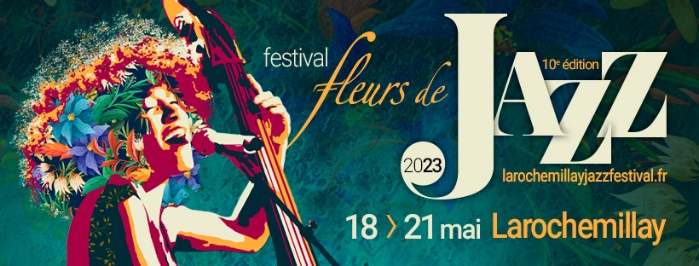 festival fleurs de JAZZ
10e édition
2023
larochemillayjazzfestival.fr
18 > 21 mai Larochemillay